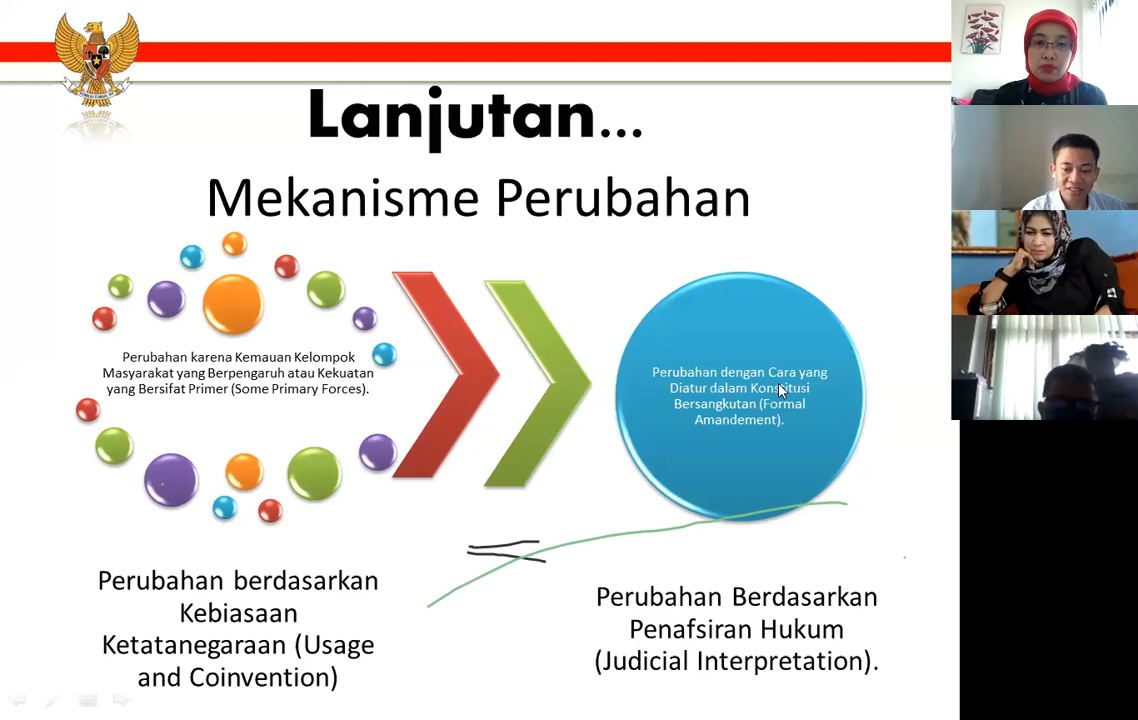 Lanjutan...
Mekanisme Perubahan
Perubahan karena Kemauan Kelompok
Masyarakat yang Berpengaruh atau Kekuatan
yang Bersifat Primer (Some Primary Forces).
Perubahan dengan Cara yang
Diatur dalam Konstitusi
Bersangkutan (Formal
Amandement).
Perubahan berdasarkan
Kebiasaan
Ketatanegaraan (Usage
and Coinvention)
Perubahan Berdasarkan
Penafsiran Hukum
(Judicial Interpretation).